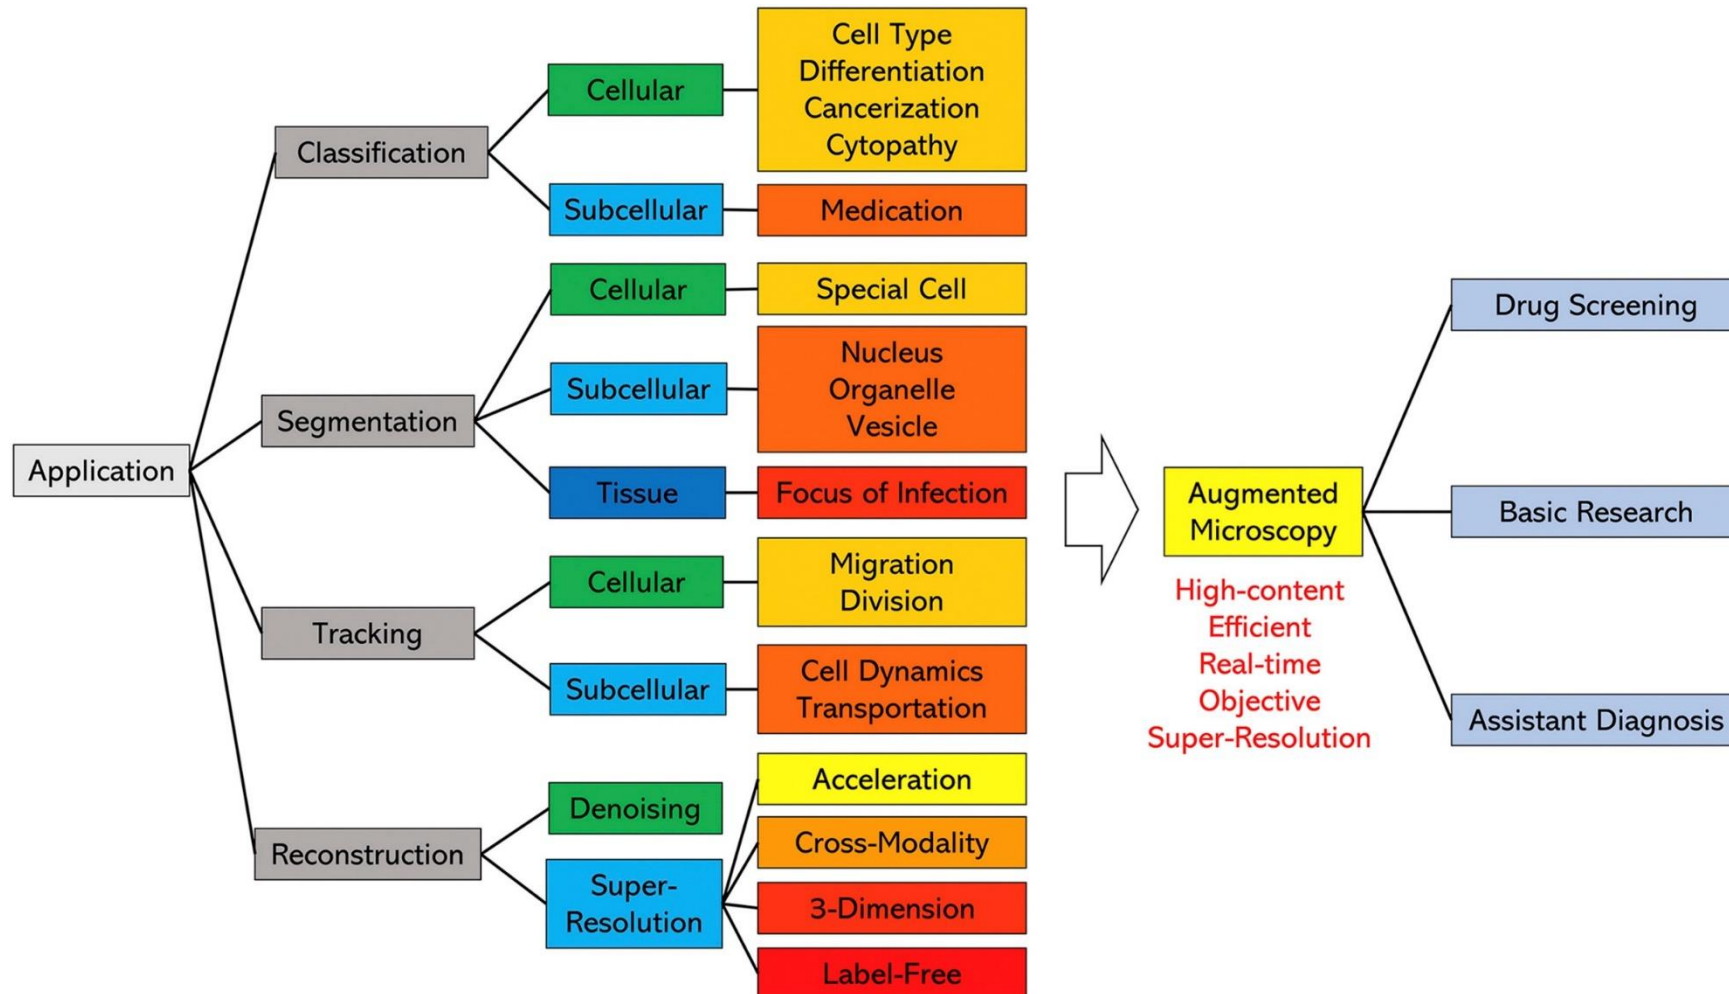 Application
Classification
Cellular
Cell Type
Differentiation
Cancerization
Cytopathy
Subcellular
Medication
Segmentation
Cellular
Special Cell
Subcellular
Nucleus
Organelle
Vesicle
Tissue
Focus of Infection
Tracking
Cellular
Migration
Division
Subcellular
Cell Dynamics
Transportation
Reconstruction
Denoising
Super-
Resolution
Acceleration
Cross-Modality
3-Dimension
Label-Free
Augmented
Microscopy
High-content
Efficient
Real-time
Objective
Super-Resolution
Drug Screening
Basic Research
Assistant Diagnosis